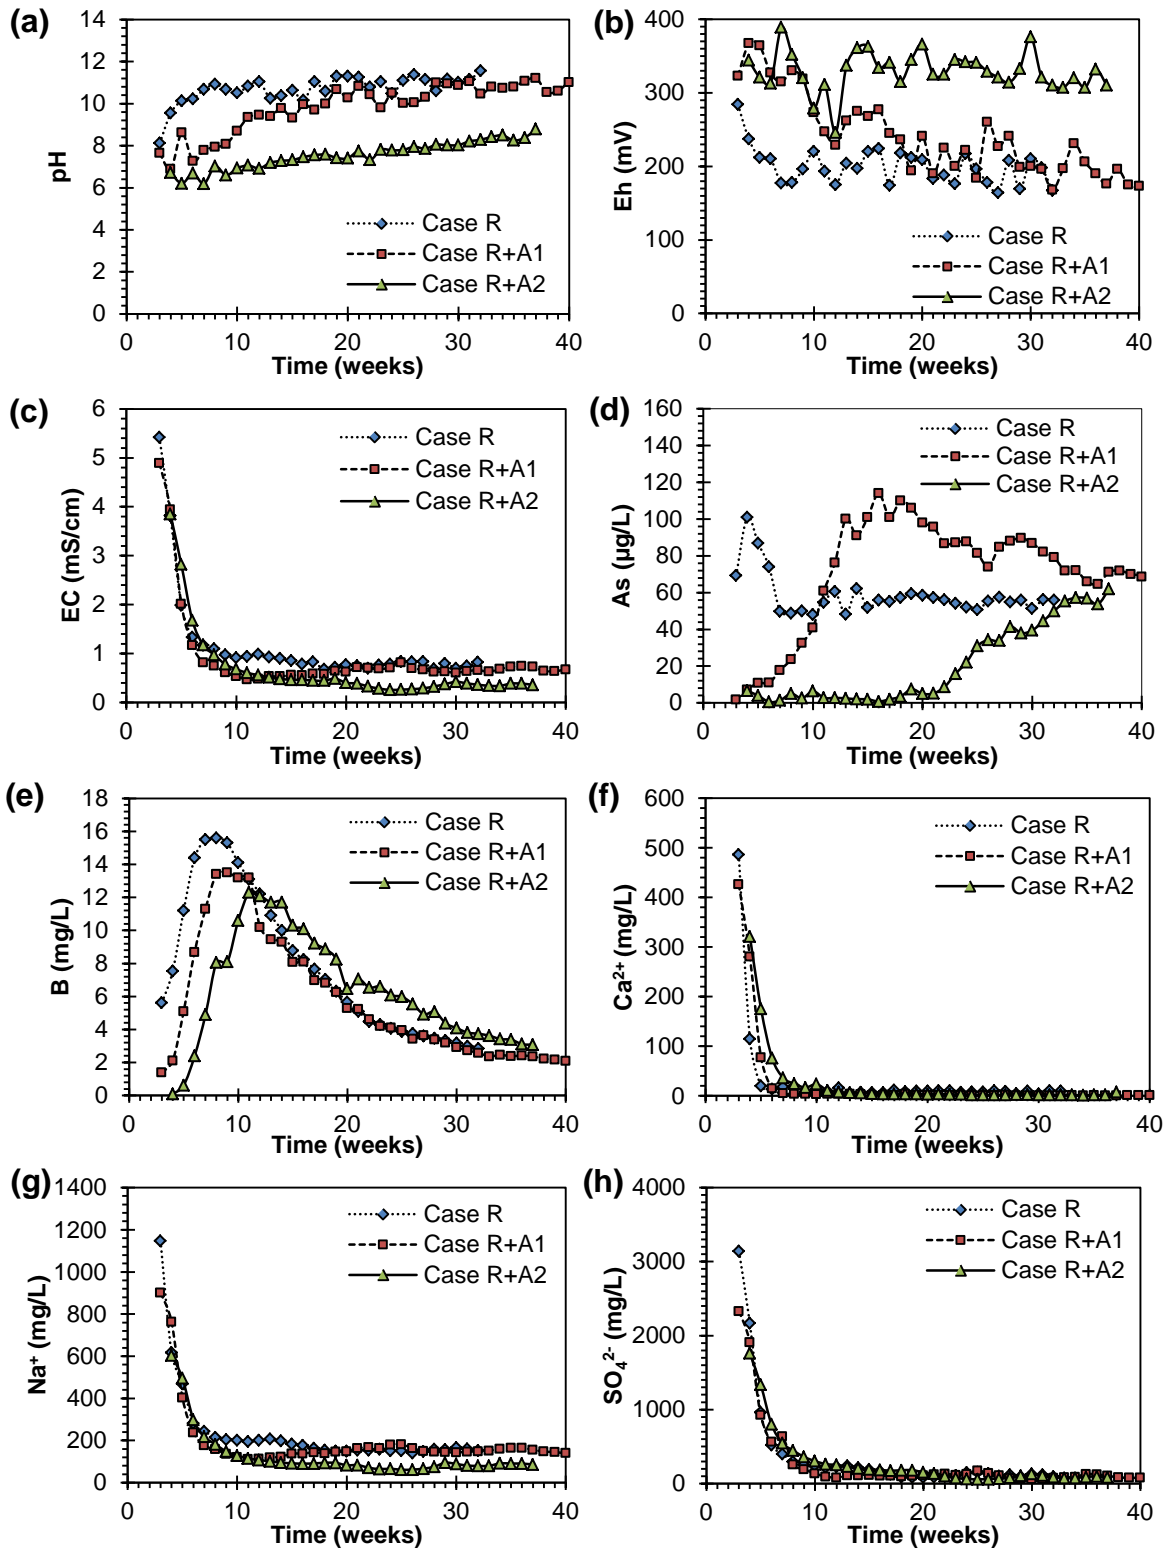 (a)
14
12
10
8
6
4
2
0
pH
Case R
Case R+A1
Case R+A2
0 10 20 30 40
Time (weeks)
(b)
400
300
200
100
0
Eh (mV)
Case R
Case R+A1
Case R+A2
0 10 20 30 40
Time (weeks)
(c)
6
5
4
3
2
1
0
EC (mS/cm)
Case R
Case R+A1
Case R+A2
0 10 20 30 40
Time (weeks)
(d)
160
140
120
100
80
60
40
20
0
As (μg/L)
Case R
Case R+A1
Case R+A2
0 10 20 30 40
Time (weeks)
(e)
18
16
14
12
10
8
6
4
2
0
B (mg/L)
Case R
Case R+A1
Case R+A2
0 10 20 30 40
Time (weeks)
(f)
600
500
400
300
200
100
0
Ca²⁺ (mg/L)
Case R
Case R+A1
Case R+A2
0 10 20 30 40
Time (weeks)
(g)
1400
1200
1000
800
600
400
200
0
Na⁺ (mg/L)
Case R
Case R+A1
Case R+A2
0 10 20 30 40
Time (weeks)
(h)
4000
3000
2000
1000
0
SO₄²⁻ (mg/L)
Case R
Case R+A1
Case R+A2
0 10 20 30 40
Time (weeks)